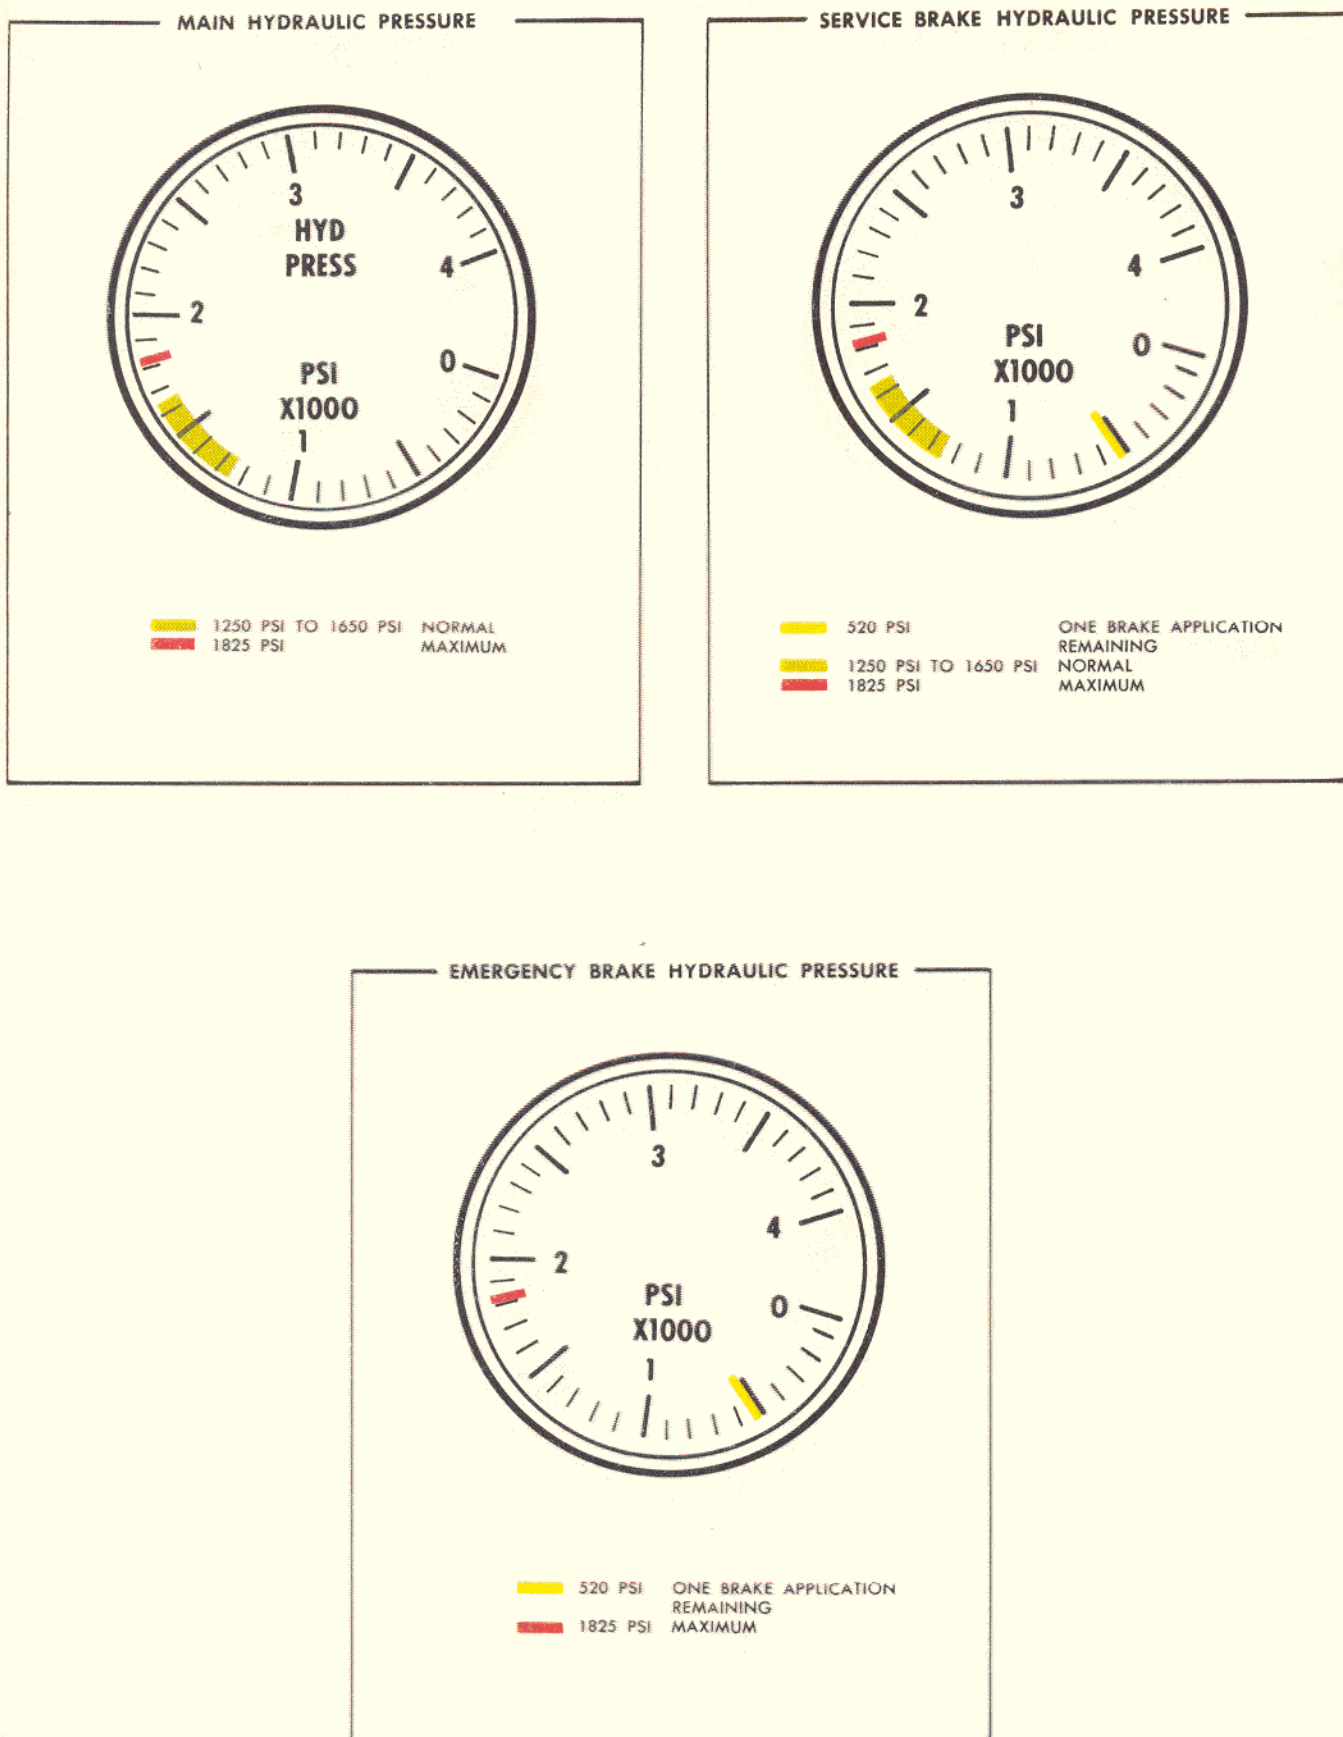 MAIN HYDRAULIC PRESSURE
3
HYD
PRESS
4
2
0
PSI
X1000
1
1250 PSI TO 1650 PSI NORMAL
1825 PSI MAXIMUM
SERVICE BRAKE HYDRAULIC PRESSURE
3
4
2
PSI
0
X1000
1
520 PSI ONE BRAKE APPLICATION
REMAINING
1250 PSI TO 1650 PSI NORMAL
1825 PSI MAXIMUM
EMERGENCY BRAKE HYDRAULIC PRESSURE
3
4
2
PSI
0
X1000
1
520 PSI ONE BRAKE APPLICATION
REMAINING
1825 PSI MAXIMUM